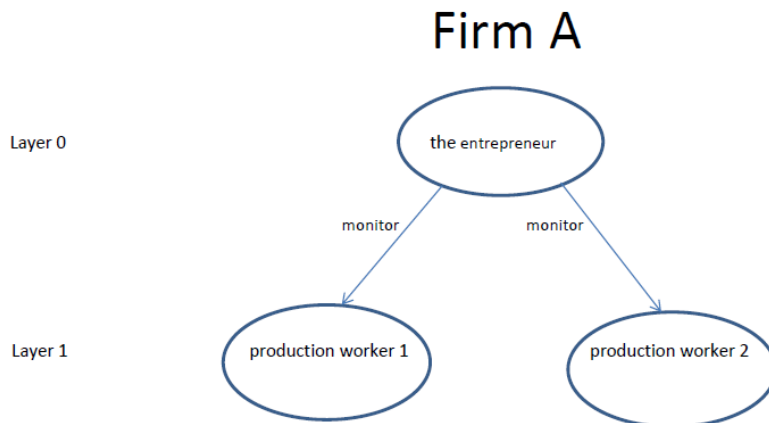 Firm A
Layer 0
the entrepreneur
monitor
monitor
Layer 1
production worker 1
production worker 2